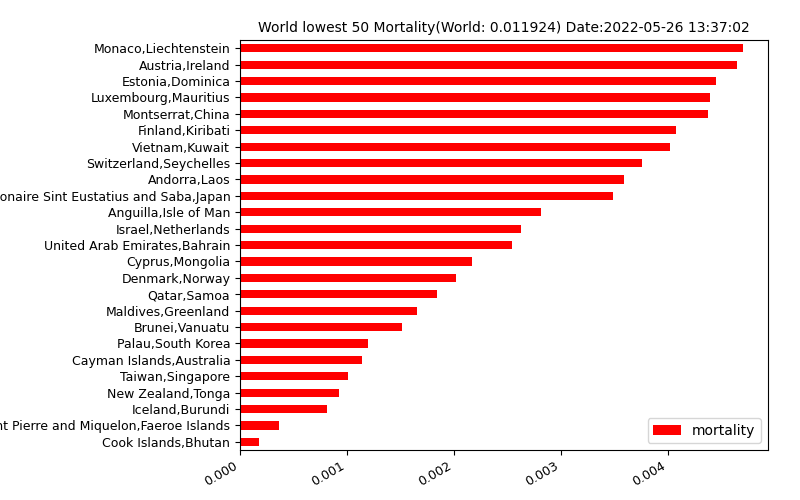 World lowest 50 Mortality(World: 0.011924) Date:2022-05-26 13:37:02
Monaco,Liechtenstein
Austria,Ireland
Estonia,Dominica
Luxembourg,Mauritius
Montserrat,China
Finland,Kiribati
Vietnam,Kuwait
Switzerland,Seychelles
Andorra,Laos
onaire Sint Eustatius and Saba,Japan
Anguilla,Isle of Man
Israel,Netherlands
United Arab Emirates,Bahrain
Cyprus,Mongolia
Denmark,Norway
Qatar,Samoa
Maldives,Greenland
Brunei,Vanuatu
Palau,South Korea
Cayman Islands,Australia
Taiwan,Singapore
New Zealand,Tonga
Iceland,Burundi
nt Pierre and Miquelon,Faeroe Islands
Cook Islands,Bhutan
mortality
0.000 0.001 0.002 0.003 0.004